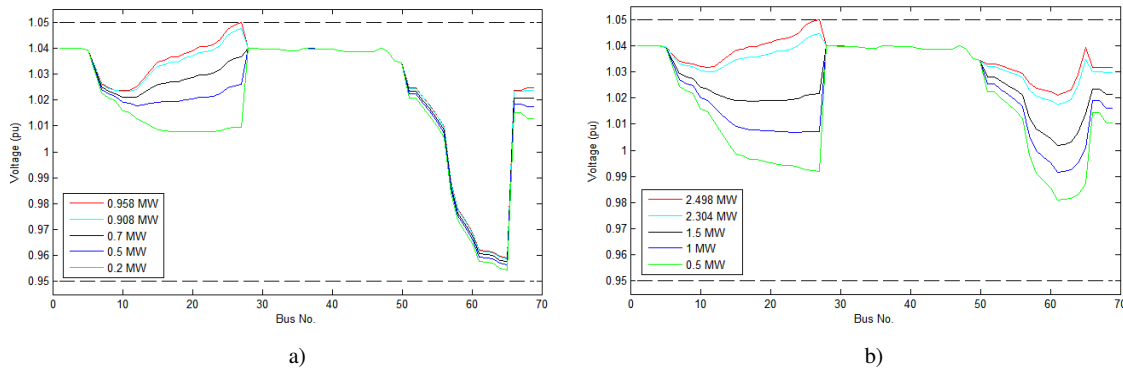 1.05
1.04
1.03
1.02
1.01
1
0.99
0.98
0.97
0.96
0.95
Voltage (pu)
0.958 MW
0.908 MW
0.7 MW
0.5 MW
0.2 MW
0 10 20 30 40 50 60 70
Bus No.
a)
1.05
1.04
1.03
1.02
1.01
1
0.99
0.98
0.97
0.96
0.95
Voltage (pu)
2.498 MW
2.304 MW
1.5 MW
1 MW
0.5 MW
0 10 20 30 40 50 60 70
Bus No.
b)